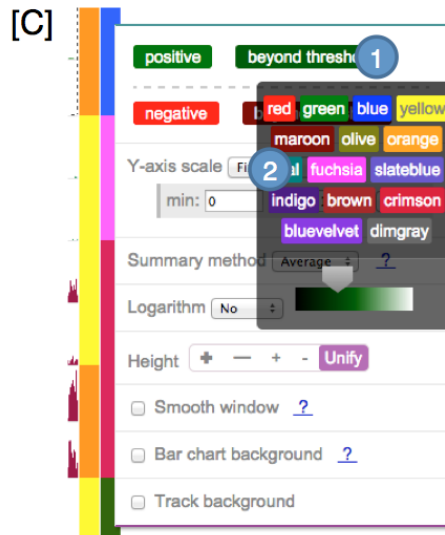 [C]
positive beyond 1
negative red green blue yellow
maroon olive orange
Y-axis scale 2 fuchsia slateblue
min: 0 indigo brown crimson
bluevelvet dimgray
Summary method Average ?
Logarithm No
Height + — + - Unify
Smooth window ?
Bar chart background ?
Track background